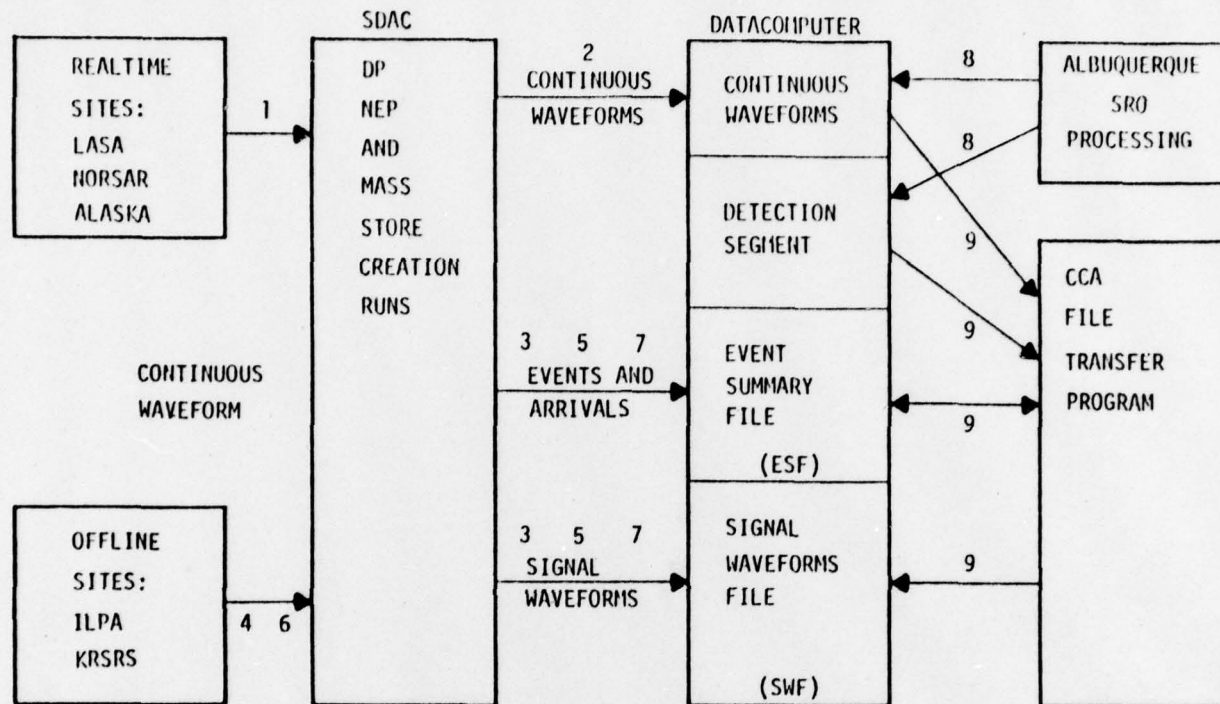 SDAC
DATACOMPUTER
REALTIME
SITES:
LASA
NORSAR
ALASKA
1
DP
NEP
AND
MASS
STORE
CREATION
RUNS
2
CONTINUOUS
WAVEFORMS
CONTINUOUS
WAVEFORMS
8
8
ALBUQUERQUE
SRO
PROCESSING
DETECTION
SEGMENT
9
9
CCA
FILE
TRANSFER
PROGRAM
CONTINUOUS
WAVEFORM
3 5 7
EVENTS AND
ARRIVALS
EVENT
SUMMARY
FILE
(ESF)
9
OFFLINE
SITES:
ILPA
KRSRS
4 6
3 5 7
SIGNAL
WAVEFORMS
SIGNAL
WAVEFORMS
FILE
(SWF)
9